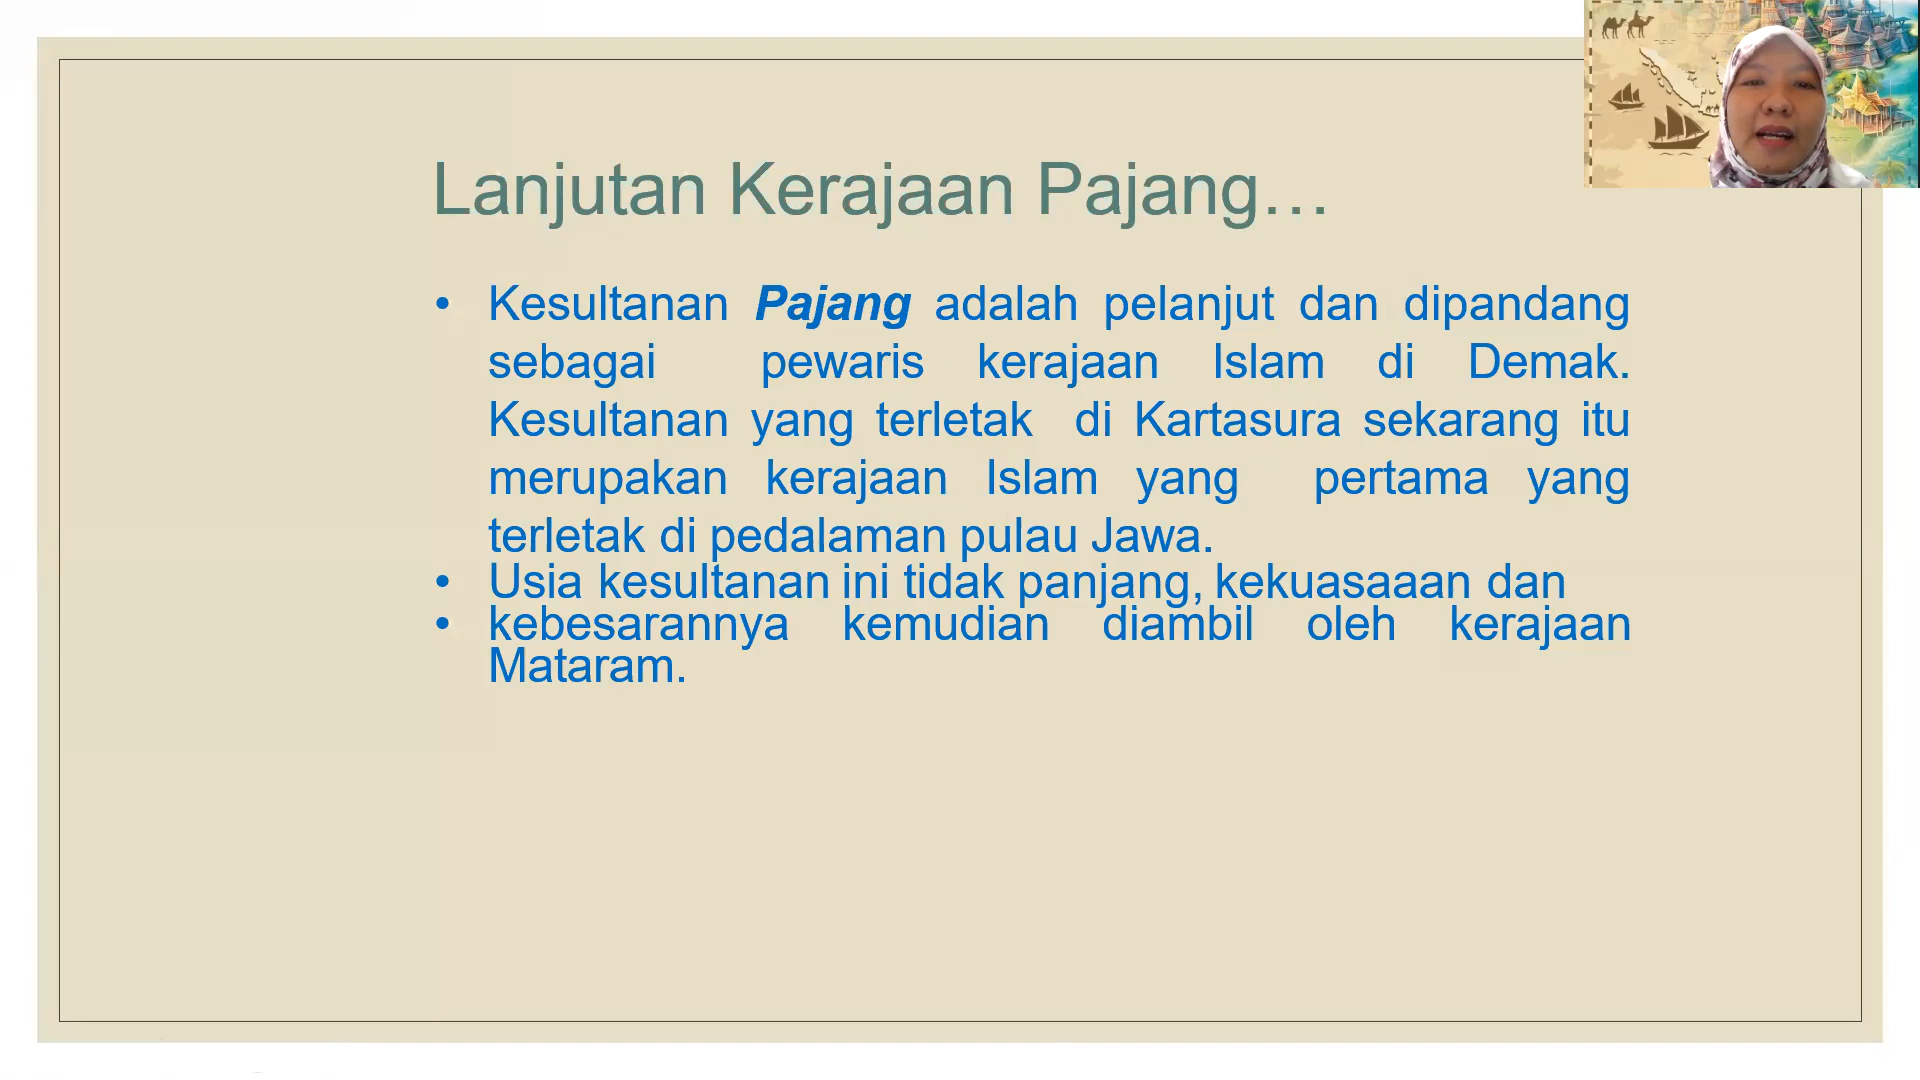 Lanjutan Kerajaan Pajang…
• Kesultanan Pajang adalah pelanjut dan dipandang
sebagai pewaris kerajaan Islam di Demak.
Kesultanan yang terletak di Kartasura sekarang itu
merupakan kerajaan Islam yang pertama yang
terletak di pedalaman pulau Jawa.
• Usia kesultanan ini tidak panjang, kekuasaaan dan
• kebesarannya kemudian diambil oleh kerajaan
Mataram.